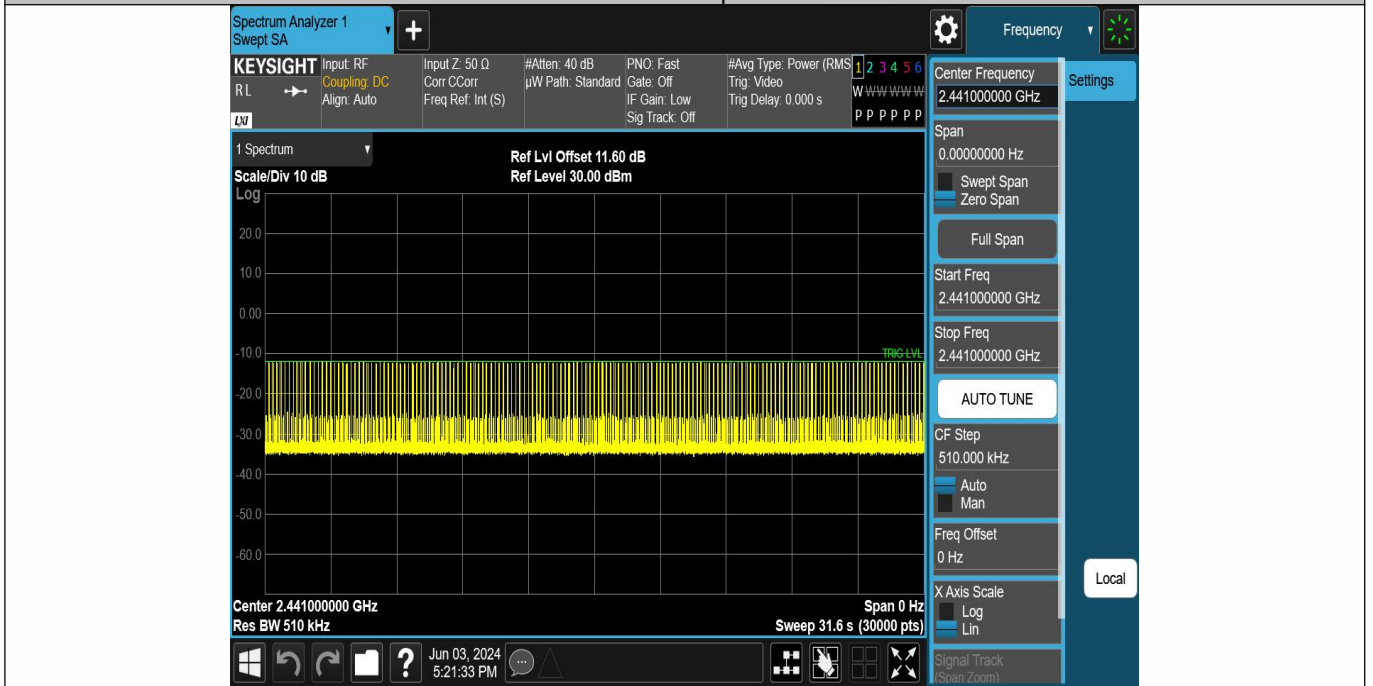 Spectrum Analyzer 1
Swept SA
+
Frequency
KEYSIGHT
RL
LXI
Input: RF
Coupling: DC
Align: Auto
Input Z: 50 Ω
Corr CCorr
Freq Ref: Int (S)
#Atten: 40 dB
µW Path: Standard
PNO: Fast
Gate: Off
IF Gain: Low
Sig Track: Off
#Avg Type: Power (RMS
Trig: Video
Trig Delay: 0.000 s
1 2 3 4 5 6
W W W W W W
P P P P P P
1 Spectrum
Scale/Div 10 dB
Ref Lvl Offset 11.60 dB
Ref Level 30.00 dBm
Log
20.0
10.0
0.00
-10.0
-20.0
-30.0
-40.0
-50.0
-60.0
TRIG LVL
Center 2.441000000 GHz
Res BW 510 kHz
Span 0 Hz
Sweep 31.6 s (30000 pts)
Center Frequency
2.441000000 GHz
Settings
Span
0.00000000 Hz
Swept Span
Zero Span
Full Span
Start Freq
2.441000000 GHz
Stop Freq
2.441000000 GHz
AUTO TUNE
CF Step
510.000 kHz
Auto
Man
Freq Offset
0 Hz
X Axis Scale
Log
Lin
Signal Track
(Span Zoom)
Local
?
Jun 03, 2024
5:21:33 PM